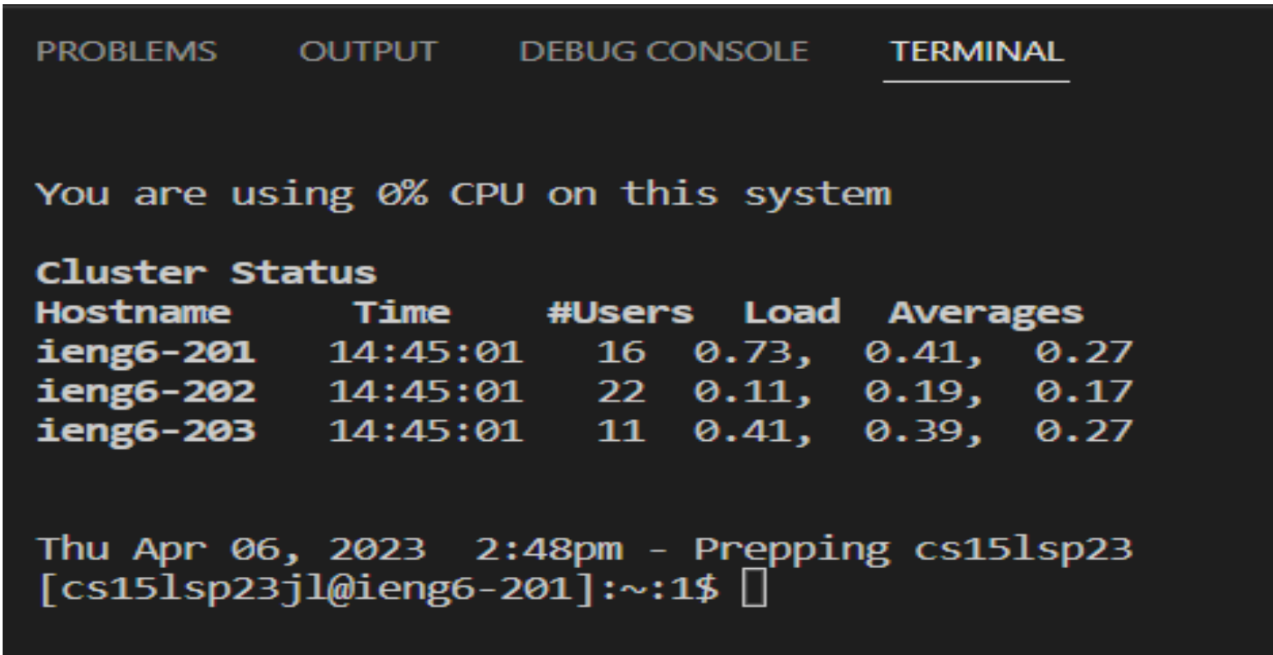 PROBLEMS OUTPUT DEBUG CONSOLE TERMINAL
You are using 0% CPU on this system
Cluster Status
Hostname Time #Users Load Averages
ieng6-201 14:45:01 16 0.73, 0.41, 0.27
ieng6-202 14:45:01 22 0.11, 0.19, 0.17
ieng6-203 14:45:01 11 0.41, 0.39, 0.27
Thu Apr 06, 2023 2:48pm - Prepping cs15lsp23
[cs15lsp23jl@ieng6-201]:~:1$